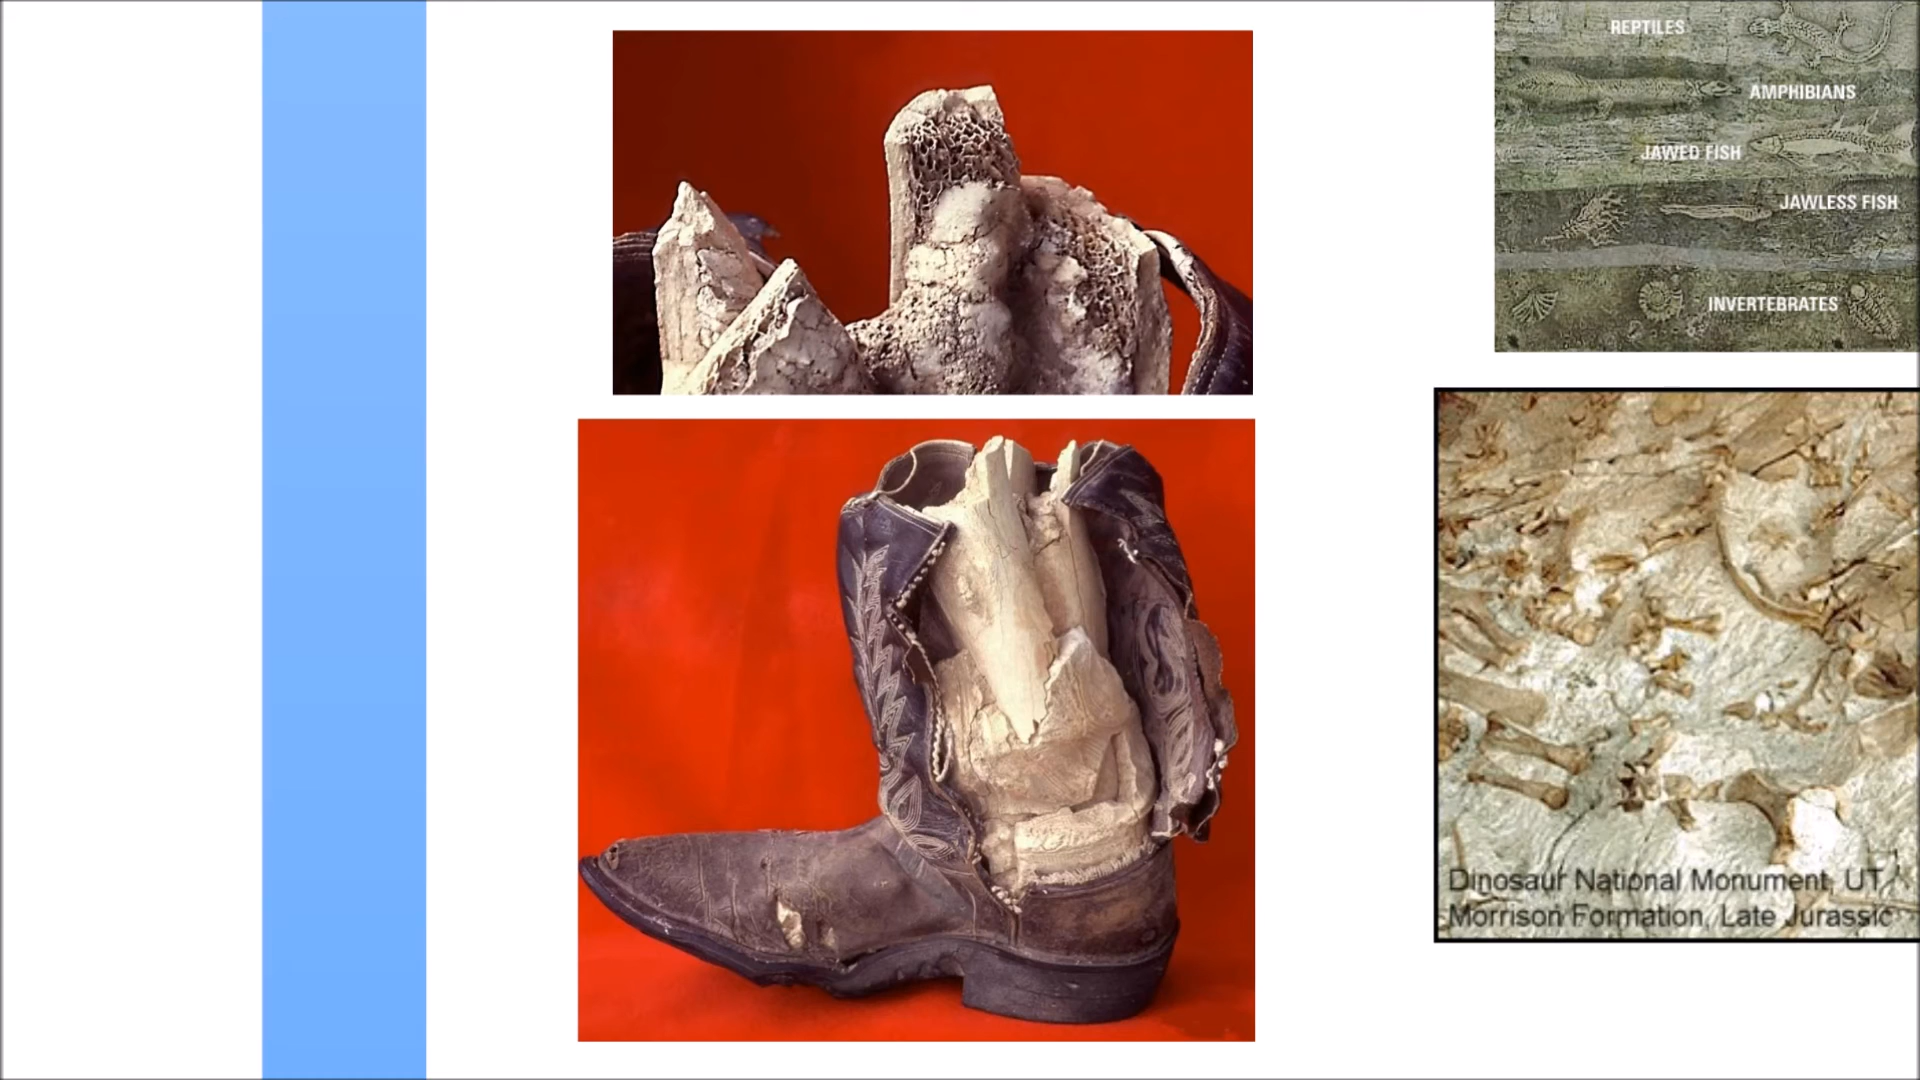 REPTILES
AMPHIBIANS
JAWED FISH
JAWLESS FISH
INVERTEBRATES
Dinosaur National Monument, UT
Morrison Formation, Late Jurassic